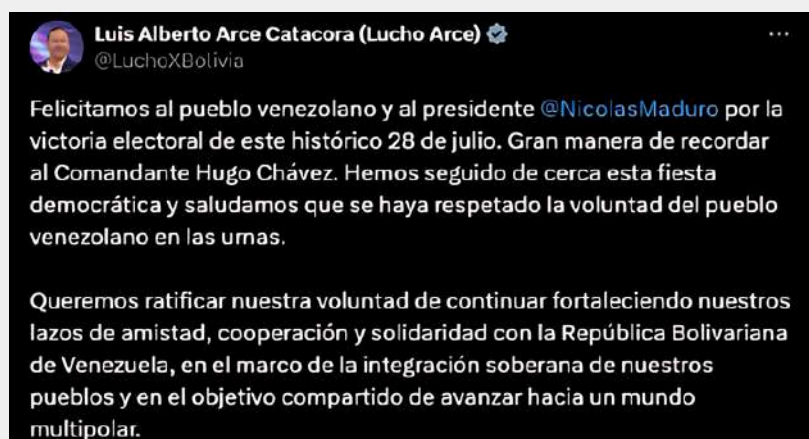 Luis Alberto Arce Catacora (Lucho Arce)
@LuchoXBolivia
Felicitamos al pueblo venezolano y al presidente @NicolasMaduro por la
victoria electoral de este histórico 28 de julio. Gran manera de recordar
al Comandante Hugo Chávez. Hemos seguido de cerca esta fiesta
democrática y saludamos que se haya respetado la voluntad del pueblo
venezolano en las urnas.
Queremos ratificar nuestra voluntad de continuar fortaleciendo nuestros
lazos de amistad, cooperación y solidaridad con la República Bolivariana
de Venezuela, en el marco de la integración soberana de nuestros
pueblos y en el objetivo compartido de avanzar hacia un mundo
multipolar.